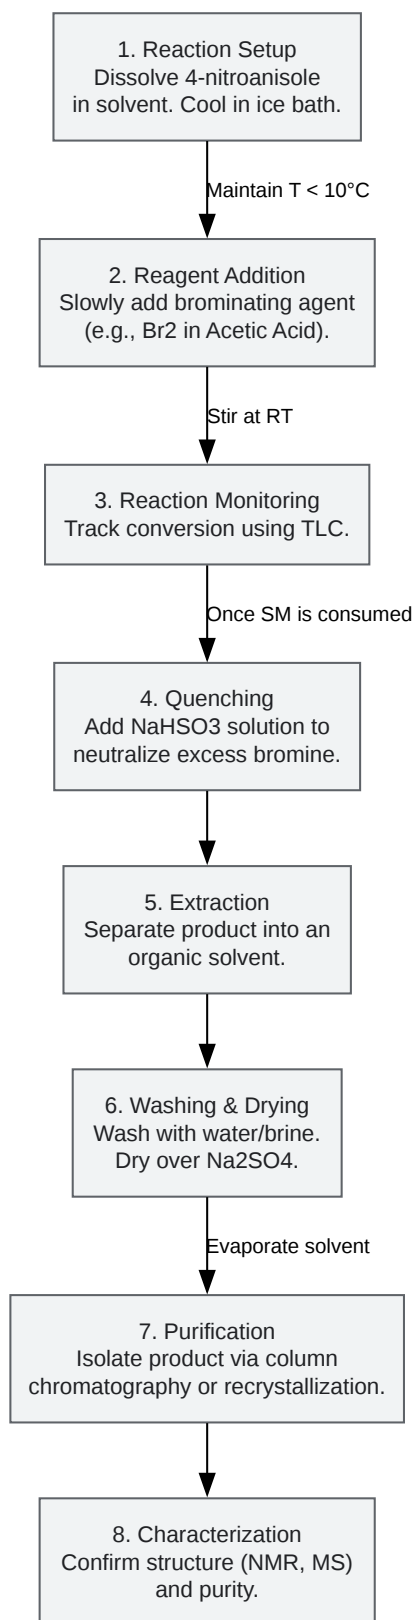 1. Reaction Setup
Dissolve 4-nitroanisole
in solvent. Cool in ice bath.
Maintain T < 10°C
2. Reagent Addition
Slowly add brominating agent
(e.g., Br2 in Acetic Acid).
Stir at RT
3. Reaction Monitoring
Track conversion using TLC.
Once SM is consumed
4. Quenching
Add NaHSO3 solution to
neutralize excess bromine.
5. Extraction
Separate product into an
organic solvent.
6. Washing & Drying
Wash with water/brine.
Dry over Na2SO4.
Evaporate solvent
7. Purification
Isolate product via column
chromatography or recrystallization.
8. Characterization
Confirm structure (NMR, MS)
and purity.